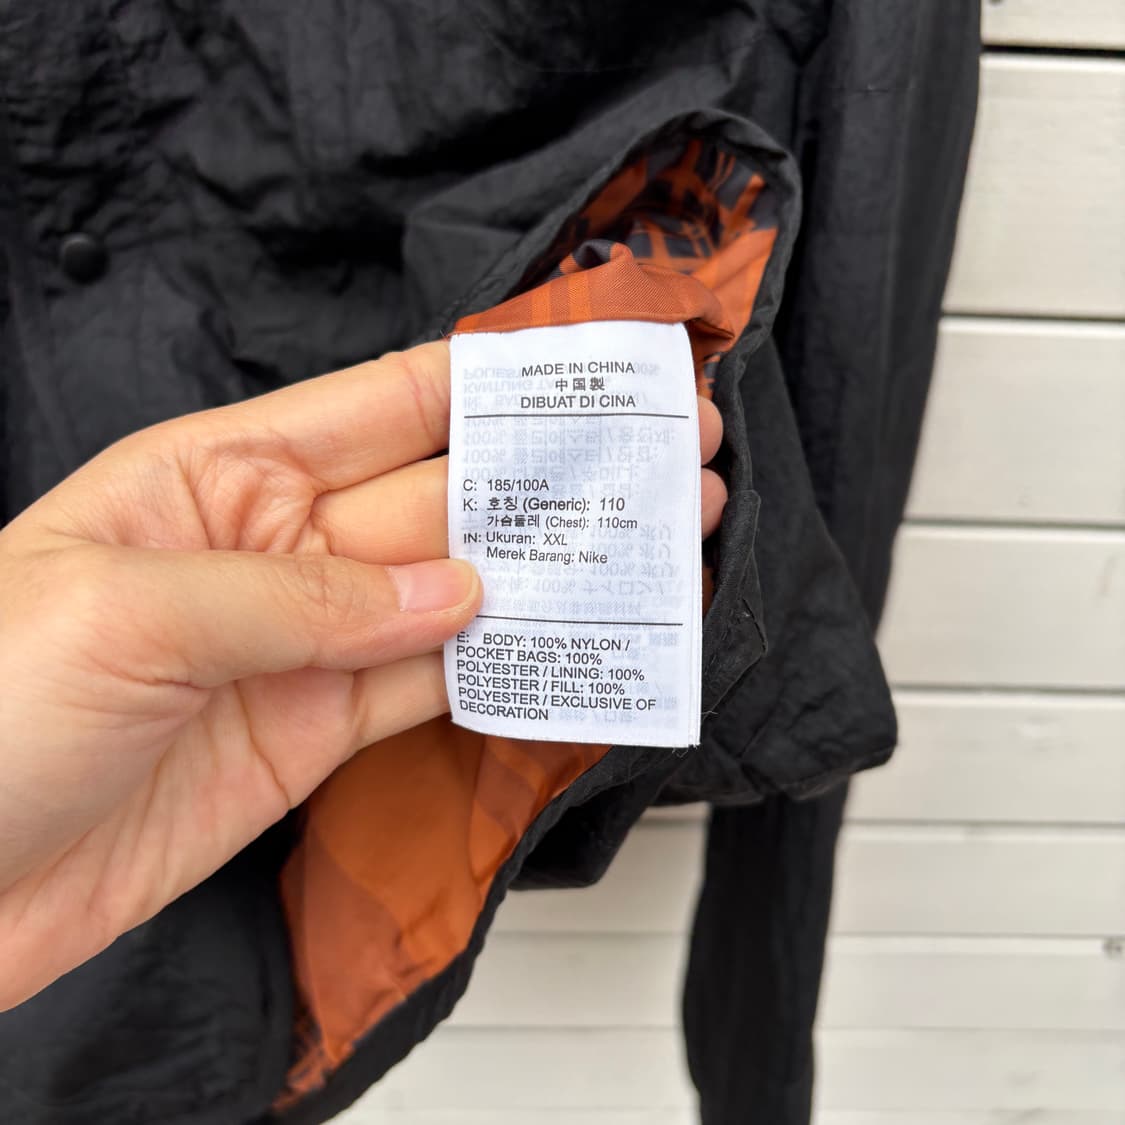 MADE IN CHINA
中国製
DIBUAT DI CINA
C: 185/100A
K: 호칭 (Generic): 110
가슴둘레 (Chest): 110cm
IN: Ukuran: XXL
Merek Barang: Nike
E: BODY: 100% NYLON /
POCKET BAGS: 100%
POLYESTER / LINING: 100%
POLYESTER / FILL: 100%
POLYESTER / EXCLUSIVE OF
DECORATION